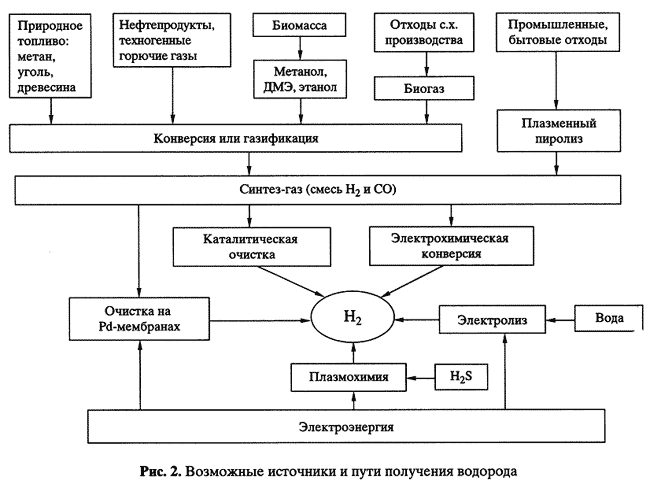 Природное
топливо:
метан,
уголь,
древесина
Нефтепродукты,
техногенные
горючие газы
Биомасса
Отходы с.х.
производства
Промышленные,
бытовые отходы
Метанол,
ДМЭ, этанол
Биогаз
Плазменный
пиролиз
Конверсия или газификация
Синтез-газ (смесь H₂ и CO)
Каталитическая
очистка
Электрохимическая
конверсия
Очистка на
Pd-мембранах
H₂
Электролиз
Вода
Плазмохимия
H₂S
Электроэнергия
Рис. 2. Возможные источники и пути получения водорода